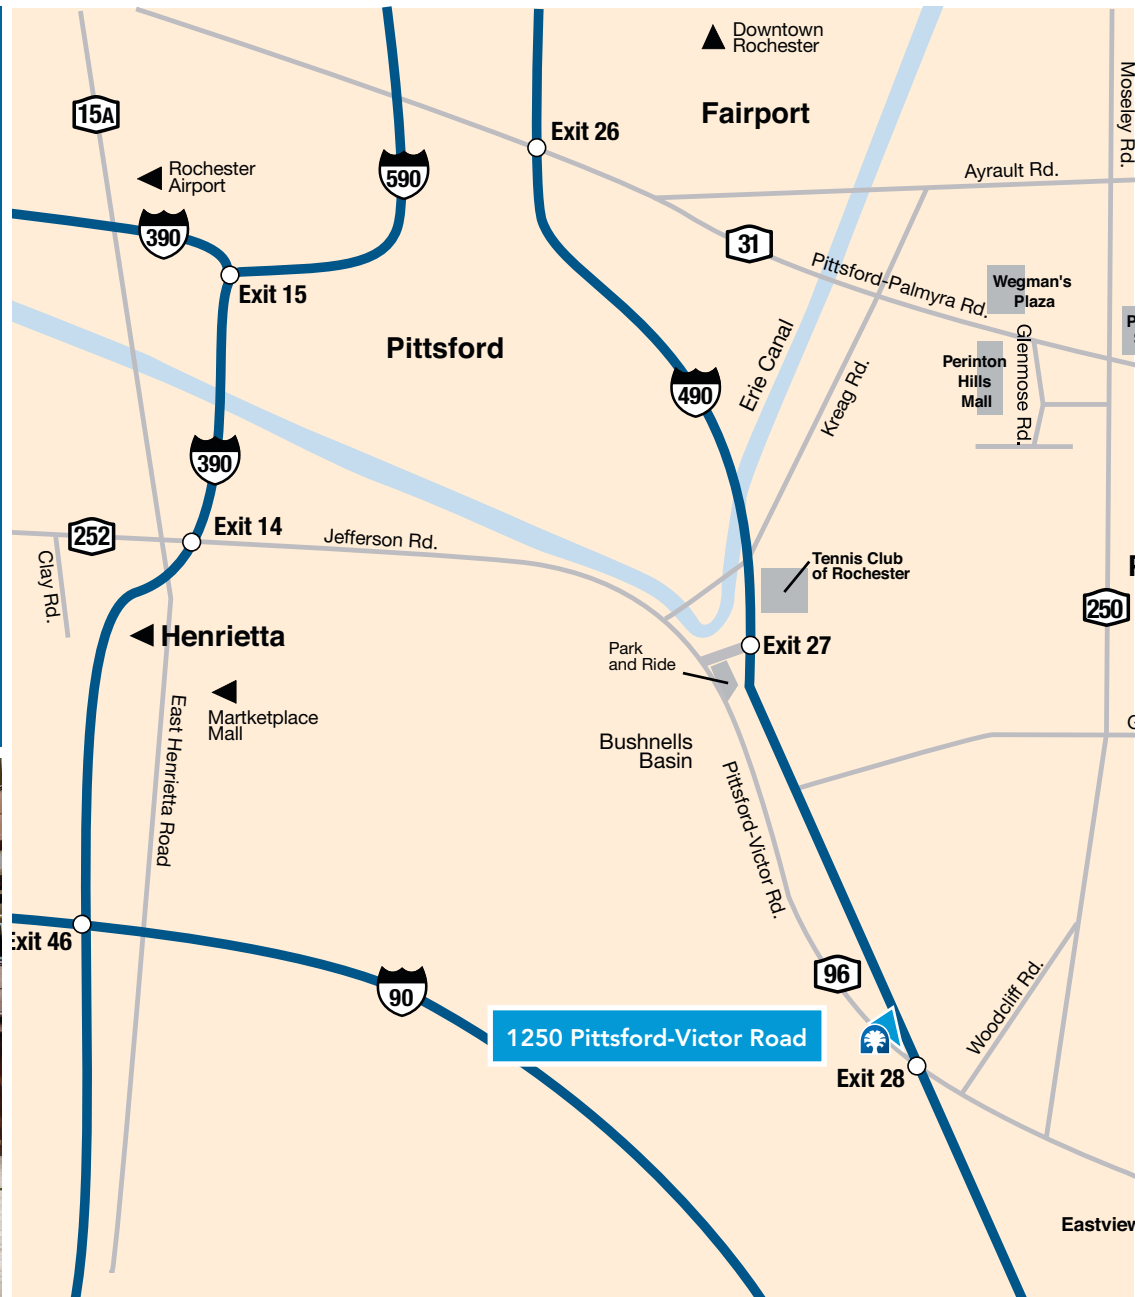 Downtown
Rochester
Fairport
Moseley Rd.
15A
Exit 26
Rochester
Airport
590
Ayrault Rd.
390
31
Pittsford-Palmyra Rd.
Wegman's
Plaza
Exit 15
Pittsford
Erie Canal
Kreag Rd.
Perinton
Hills
Mall
Glenmose Rd.
490
390
252
Exit 14
Jefferson Rd.
Clay Rd.
Tennis Club
of Rochester
250
Henrietta
Exit 27
Park
and Ride
Martketplace
Mall
East Henrietta Road
Bushnells
Basin
Pittsford-Victor Rd.
Exit 46
90
96
Woodcliff Rd.
1250 Pittsford-Victor Road
Exit 28
Eastview